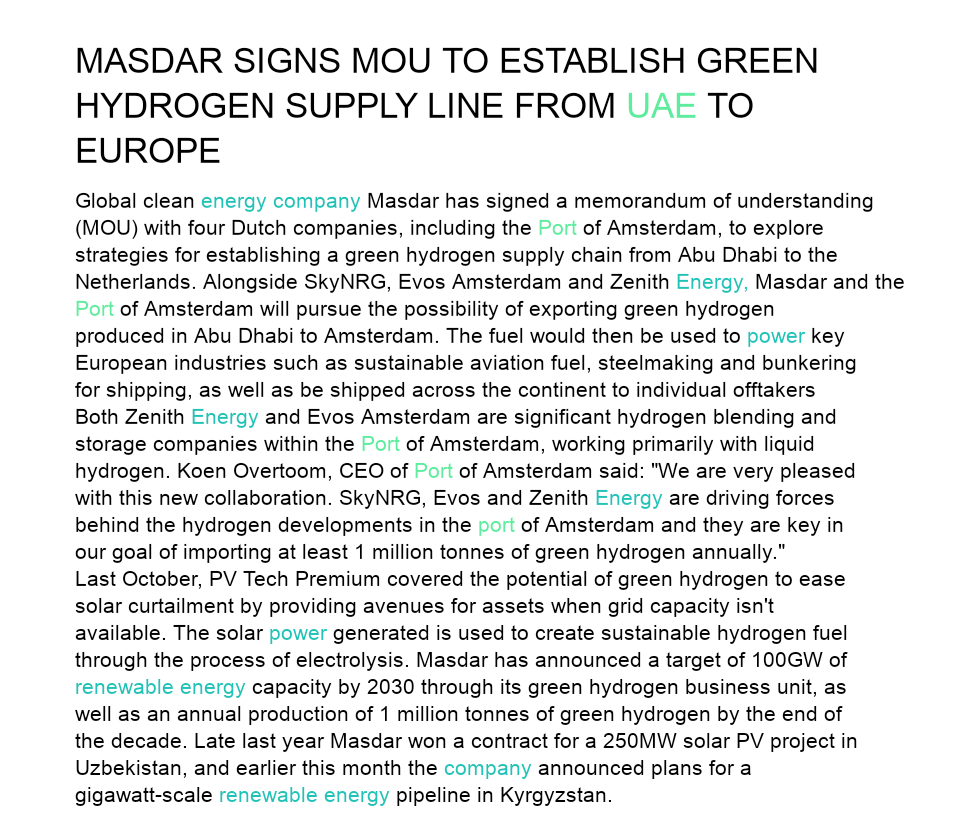 MASDAR SIGNS MOU TO ESTABLISH GREEN
HYDROGEN SUPPLY LINE FROM UAE TO
EUROPE
Global clean energy company Masdar has signed a memorandum of understanding
(MOU) with four Dutch companies, including the Port of Amsterdam, to explore
strategies for establishing a green hydrogen supply chain from Abu Dhabi to the
Netherlands. Alongside SkyNRG, Evos Amsterdam and Zenith Energy, Masdar and the
Port of Amsterdam will pursue the possibility of exporting green hydrogen
produced in Abu Dhabi to Amsterdam. The fuel would then be used to power key
European industries such as sustainable aviation fuel, steelmaking and bunkering
for shipping, as well as be shipped across the continent to individual offtakers
Both Zenith Energy and Evos Amsterdam are significant hydrogen blending and
storage companies within the Port of Amsterdam, working primarily with liquid
hydrogen. Koen Overtoom, CEO of Port of Amsterdam said: "We are very pleased
with this new collaboration. SkyNRG, Evos and Zenith Energy are driving forces
behind the hydrogen developments in the port of Amsterdam and they are key in
our goal of importing at least 1 million tonnes of green hydrogen annually."
Last October, PV Tech Premium covered the potential of green hydrogen to ease
solar curtailment by providing avenues for assets when grid capacity isn't
available. The solar power generated is used to create sustainable hydrogen fuel
through the process of electrolysis. Masdar has announced a target of 100GW of
renewable energy capacity by 2030 through its green hydrogen business unit, as
well as an annual production of 1 million tonnes of green hydrogen by the end of
the decade. Late last year Masdar won a contract for a 250MW solar PV project in
Uzbekistan, and earlier this month the company announced plans for a
gigawatt-scale renewable energy pipeline in Kyrgyzstan.